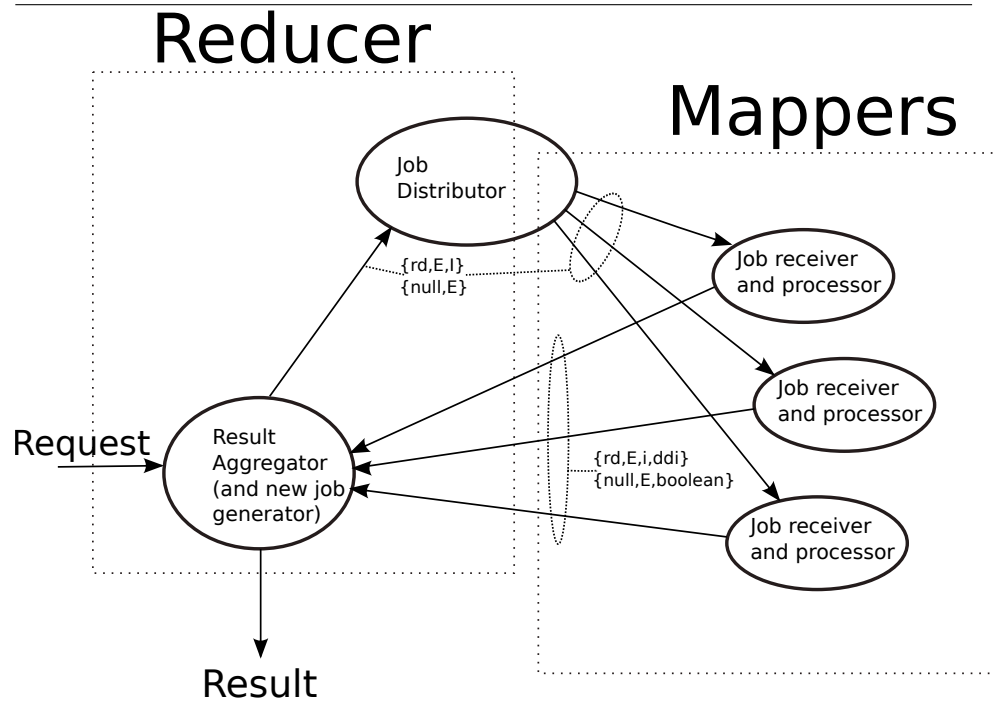 Reducer
Mappers
Job
Distributor
{rd,E,I}
{null,E}
Job receiver
and processor
Job receiver
and processor
Request
Result
Aggregator
(and new job
generator)
{rd,E,i,ddi}
{null,E,boolean}
Job receiver
and processor
Result